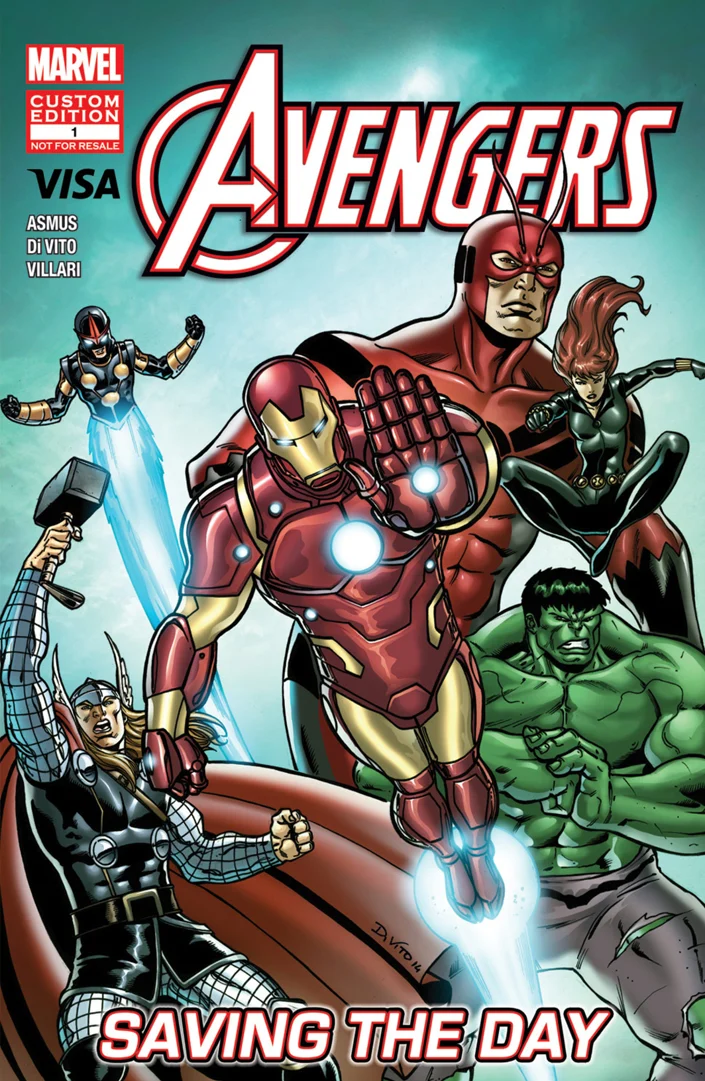 MARVEL
CUSTOM
EDITION
1
NOT FOR RESALE
VISA
ASMUS
Di VITO
VILLARI
AVENGERS
Di VITO 14
SAVING THE DAY